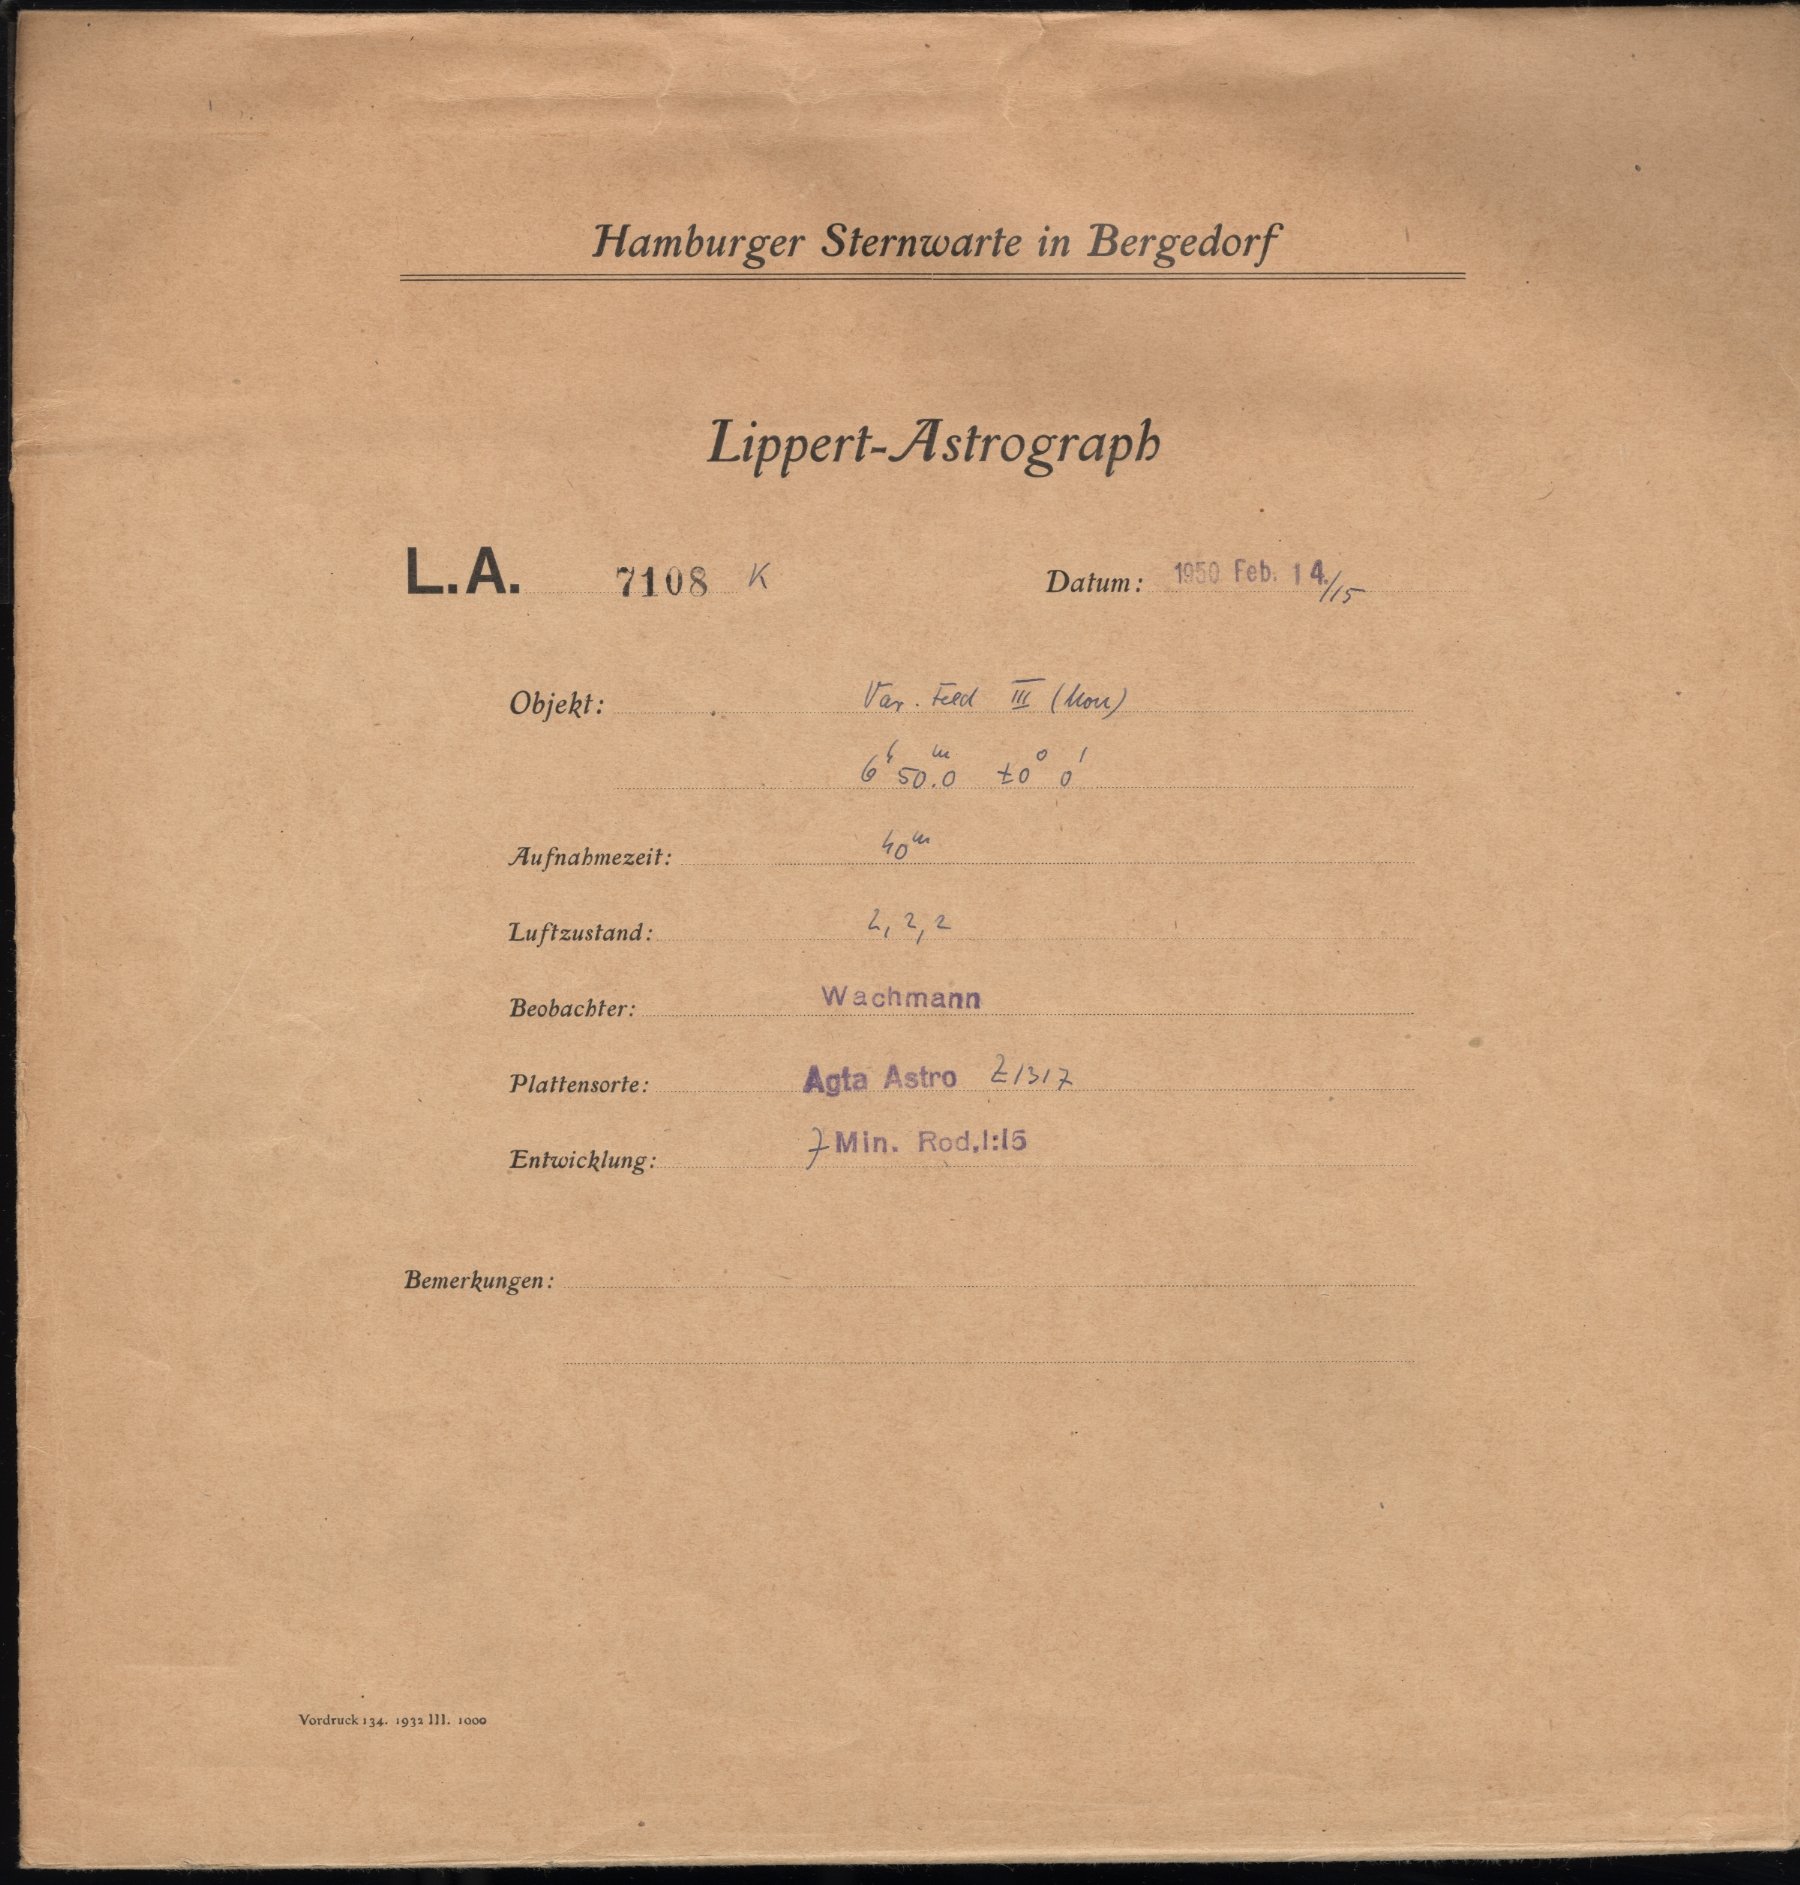 Hamburger Sternwarte in Bergedorf
Lippert-Astrograph
L.A. 7108 K Datum: 1950 Feb. 14./15
Objekt: Var. Feld III (Mon)
6ʰ 50.ᵐ0 ±0° 0'
Aufnahmezeit: 40ᵐ
Luftzustand: 2, 2, 2
Beobachter: Wachmann
Plattensorte: Agfa Astro Z1317
Entwicklung: 7 Min. Rod.1:15
Bemerkungen:
Vordruck 134. 1932 III. 1000